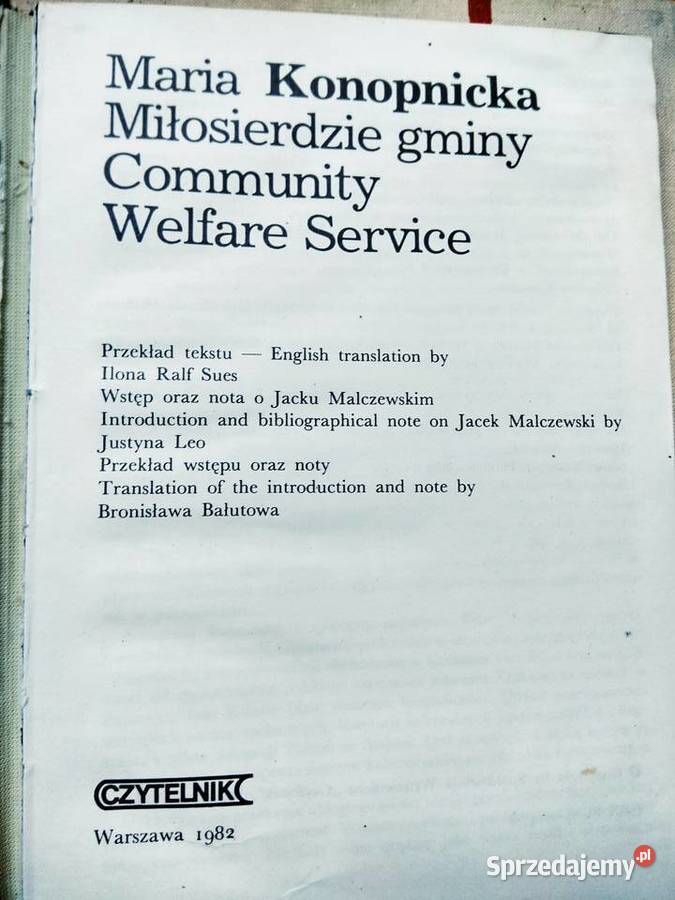 Maria Konopnicka
Miłosierdzie gminy
Community
Welfare Service
Przekład tekstu — English translation by
Ilona Ralf Sues
Wstęp oraz nota o Jacku Malczewskim
Introduction and bibliographical note on Jacek Malczewski by
Justyna Leo
Przekład wstępu oraz noty
Translation of the introduction and note by
Bronisława Bałutowa
CZYTELNIK
Warszawa 1982
Sprzedajemy.pl